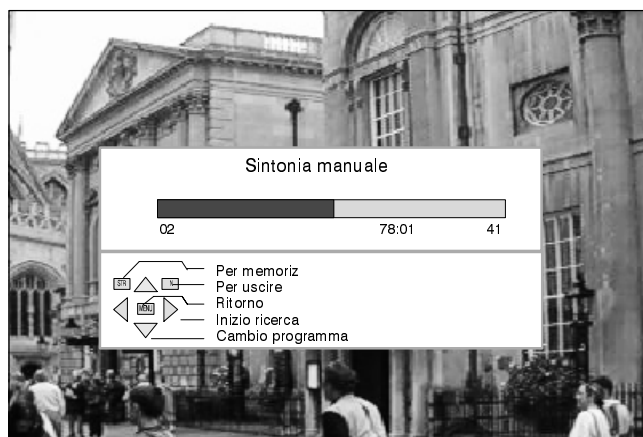 Sintonia manuale
02 78:01 41
STR Per memoriz
N Per uscire
MENU Ritorno
Inizio ricerca
Cambio programma